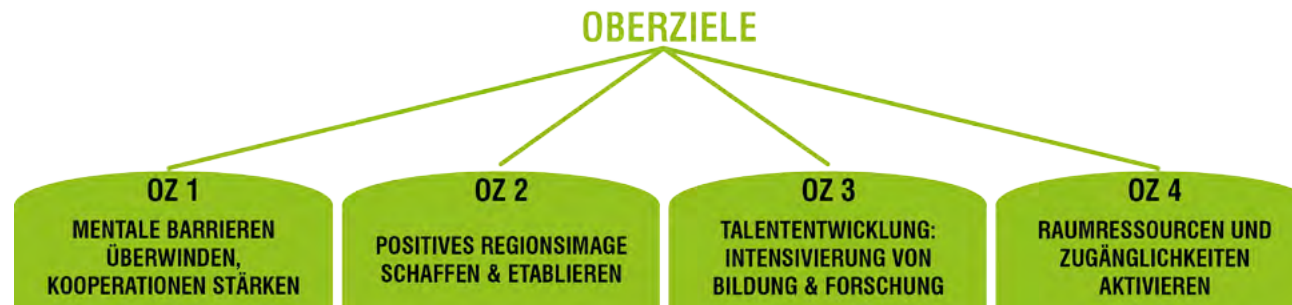 OBERZIELE
OZ 1
MENTALE BARRIEREN
ÜBERWINDEN,
KOOPERATIONEN STÄRKEN
OZ 2
POSITIVES REGIONSIMAGE
SCHAFFEN & ETABLIEREN
OZ 3
TALENTENTWICKLUNG:
INTENSIVIERUNG VON
BILDUNG & FORSCHUNG
OZ 4
RAUMRESSOURCEN UND
ZUGÄNGLICHKEITEN
AKTIVIEREN